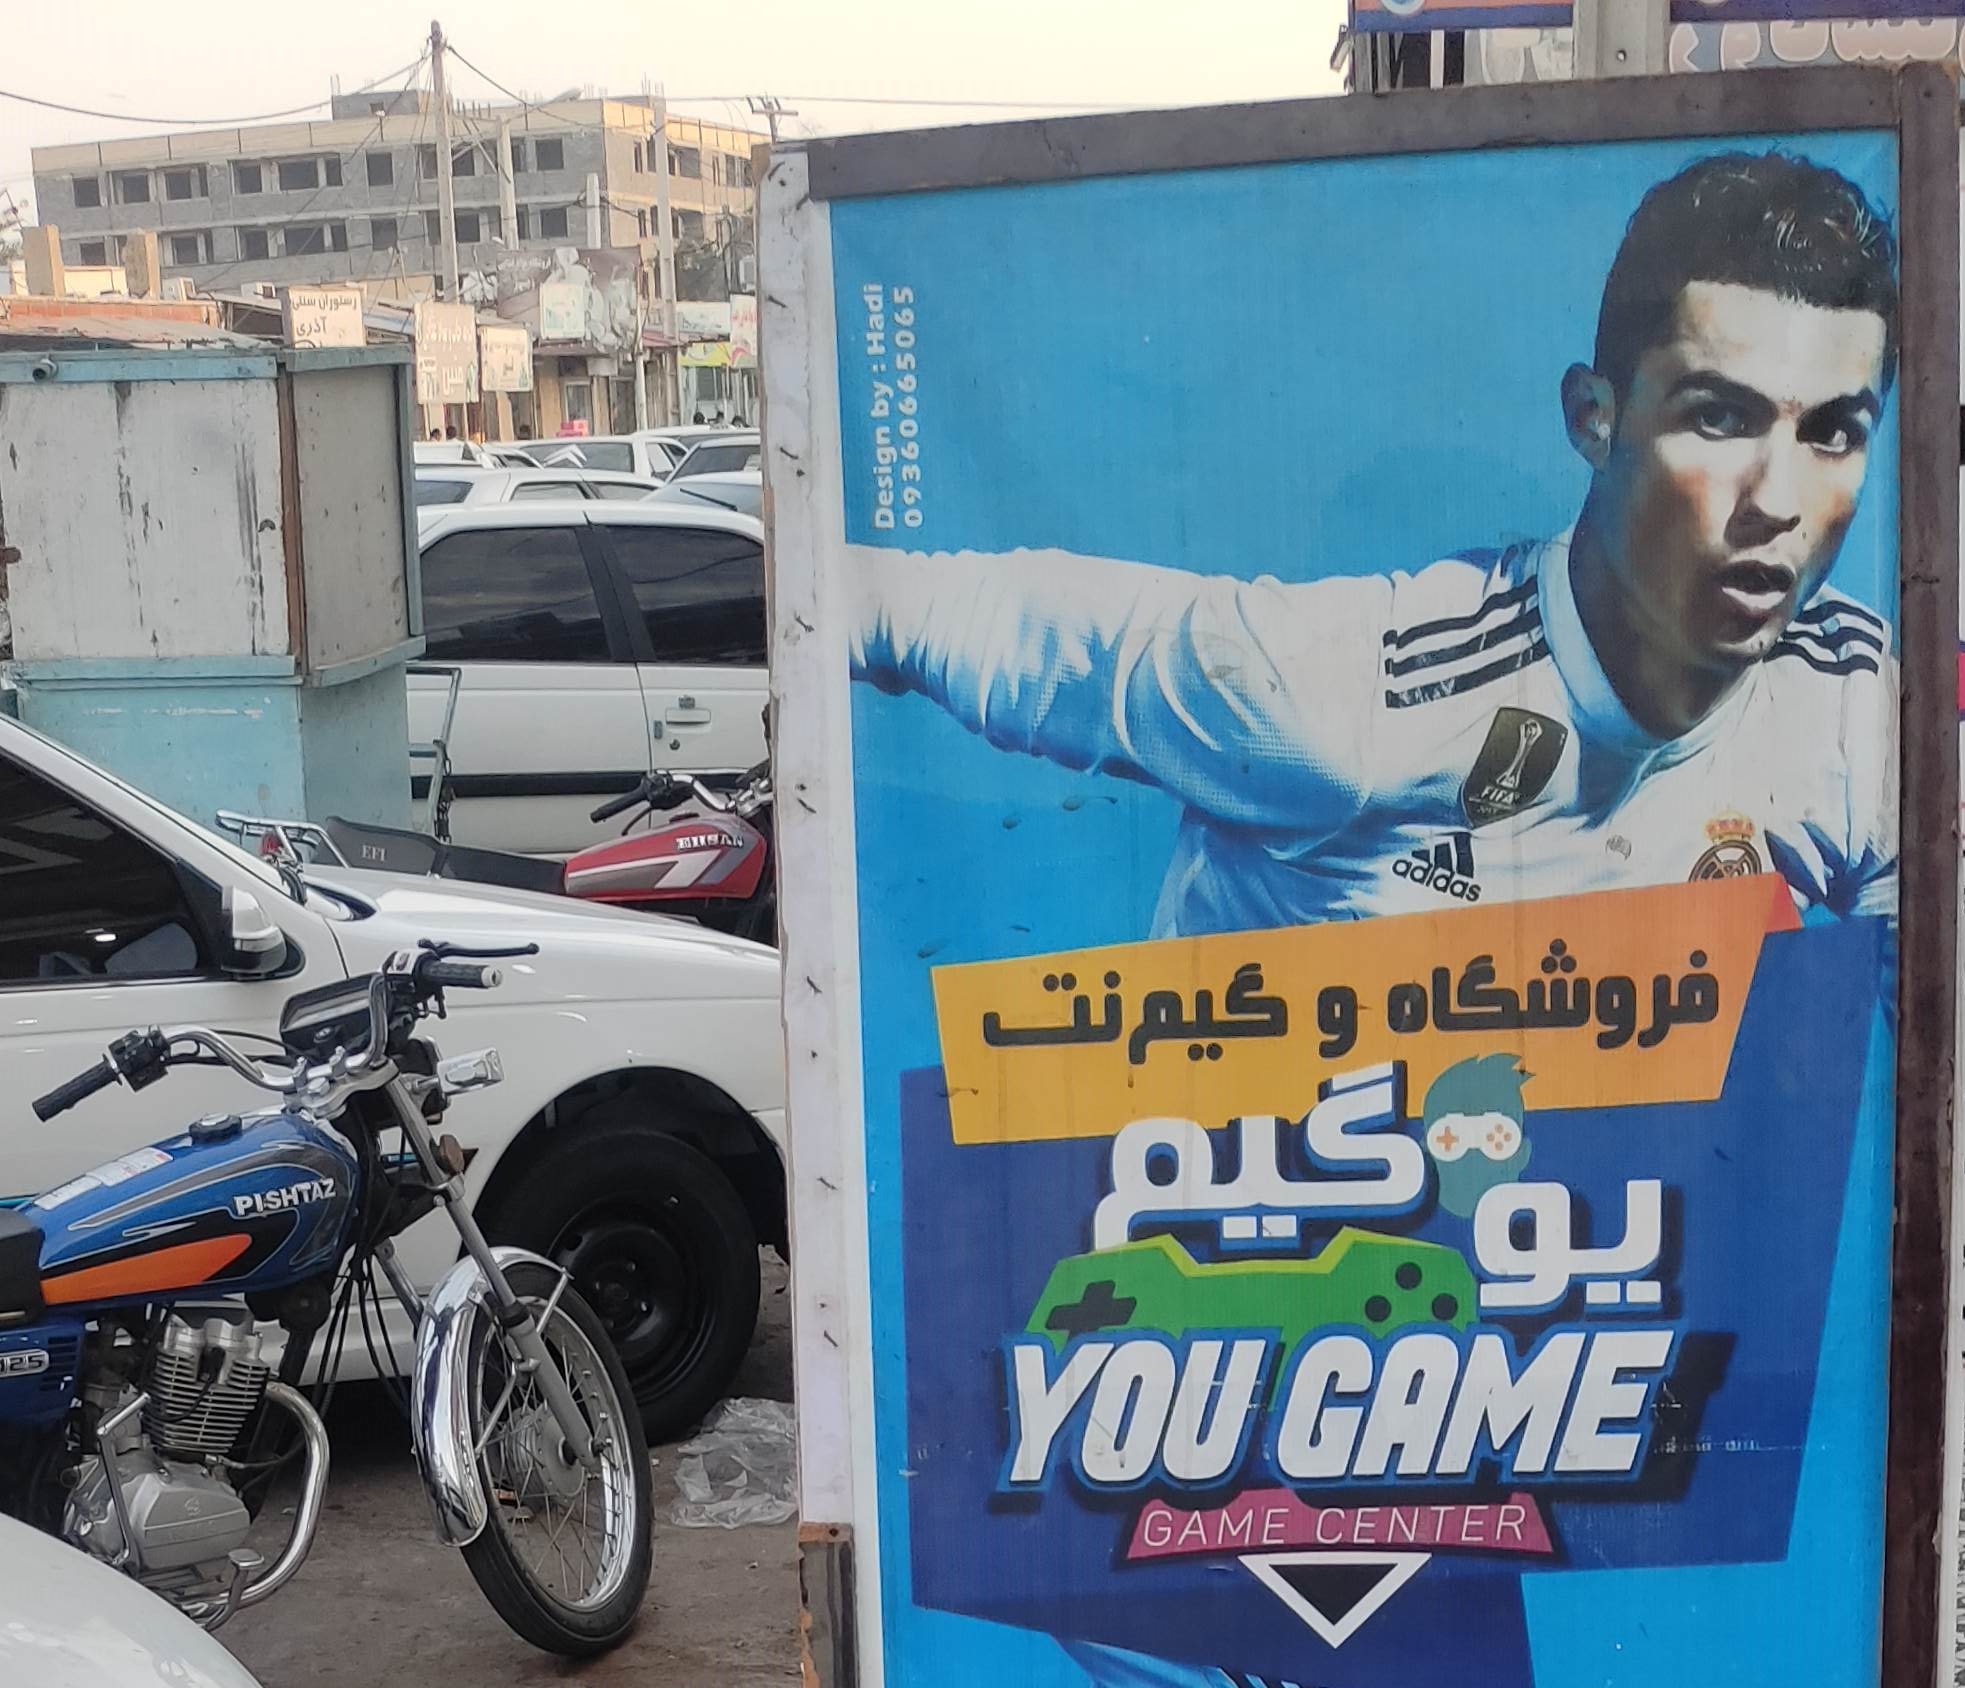 رستوران سنتی
آذری
Design by : Hadi
09360665065
FIFA
adidas
EFI
PISHTAZ
125
فروشگاه و گیم‌نت
یو گیم
YOU GAME
GAME CENTER